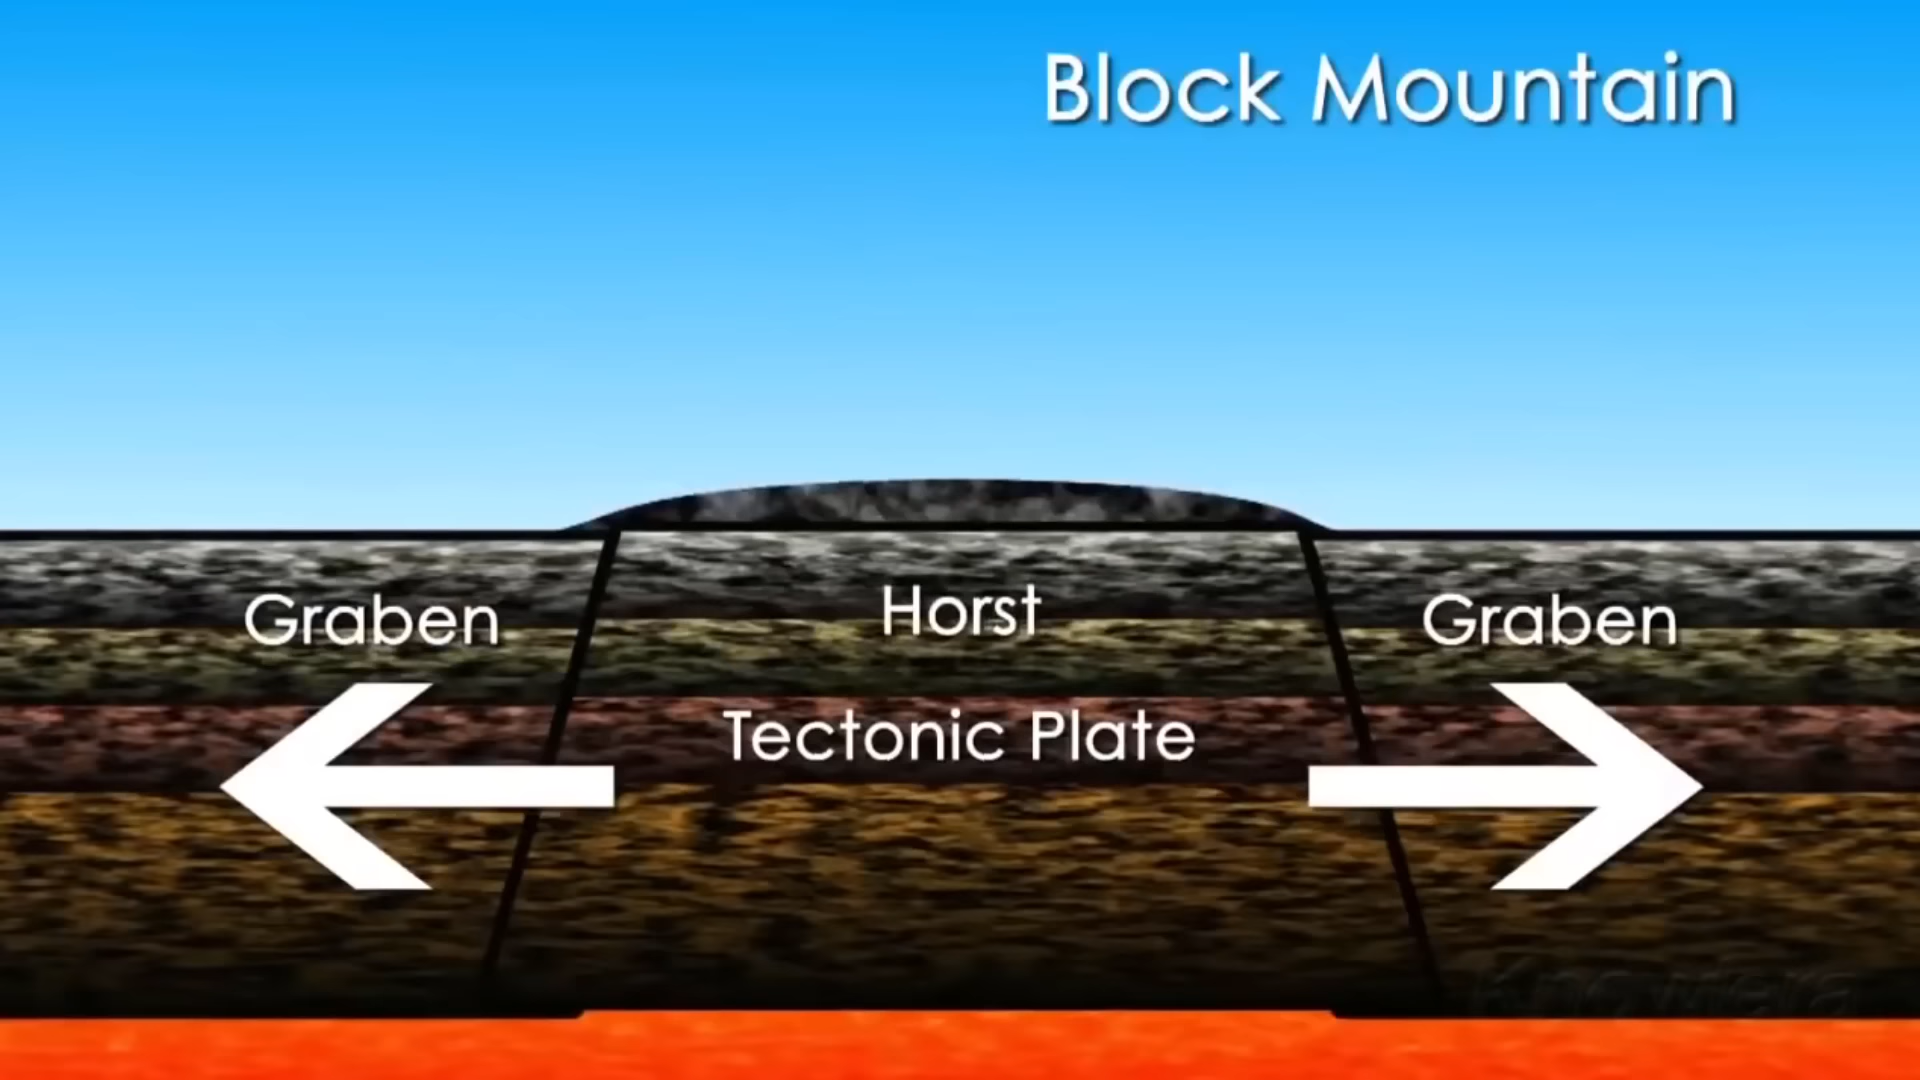 Block Mountain
Graben
Horst
Graben
Tectonic Plate